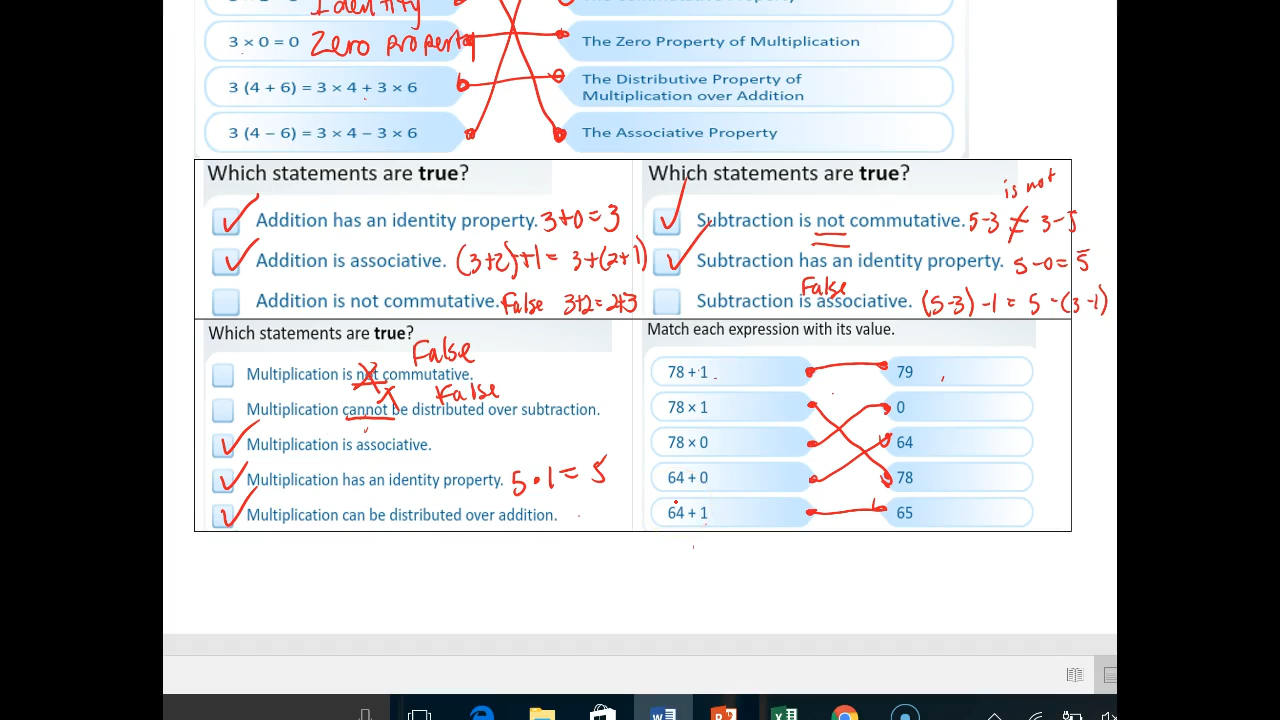 Identity
3 × 0 = 0 Zero property
The Zero Property of Multiplication
3 (4 + 6) = 3 × 4 + 3 × 6
The Distributive Property of
Multiplication over Addition
3 (4 − 6) = 3 × 4 − 3 × 6
The Associative Property
Which statements are true?
Addition has an identity property. 3+0=3
Addition is associative. (3+2)+1= 3+(2+1)
Addition is not commutative. False 3+2=2+3
Which statements are true?
is not
Subtraction is not commutative. 5-3 ≠ 3-5
Subtraction has an identity property. 5-0=5
False
Subtraction is associative. (5-3)-1 = 5-(3-1)
Which statements are true?
False
Multiplication is not commutative.
False
Multiplication cannot be distributed over subtraction.
Multiplication is associative.
Multiplication has an identity property. 5·1=5
Multiplication can be distributed over addition.
Match each expression with its value.
78 + 1 79
78 × 1 0
78 × 0 64
64 + 0 78
64 + 1 65